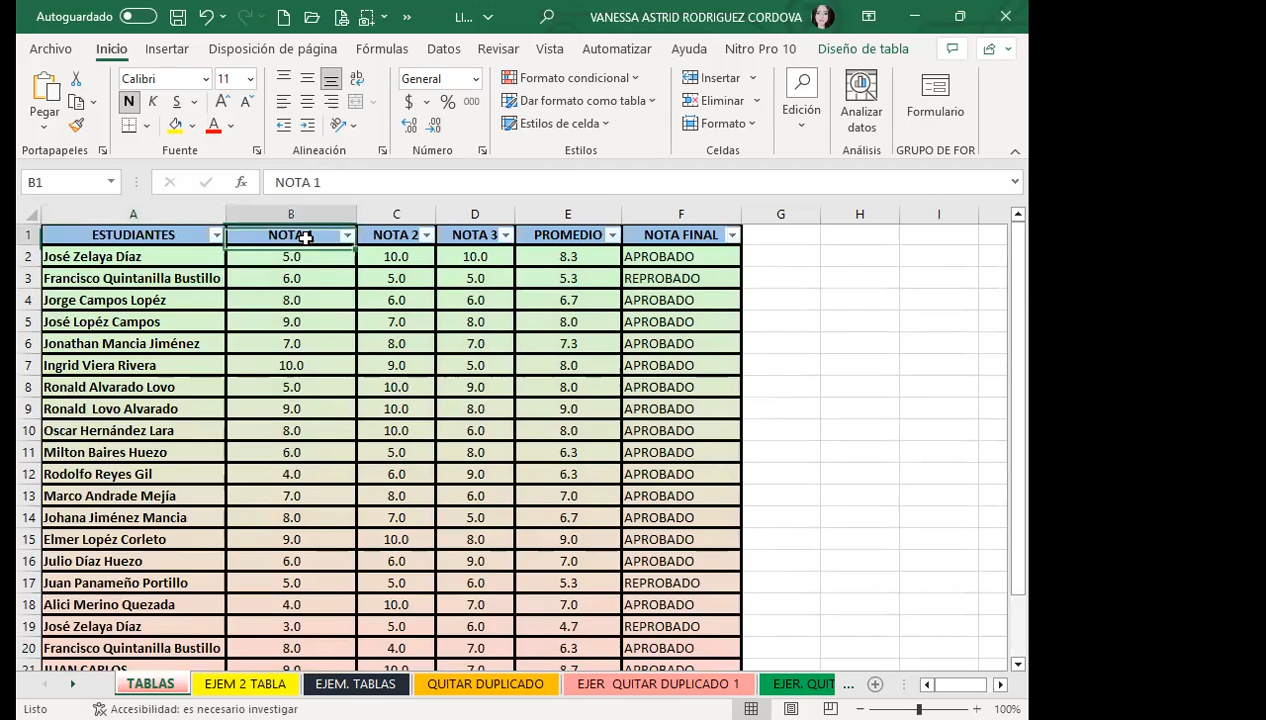 Autoguardado LI... VANESSA ASTRID RODRIGUEZ CORDOVA
Archivo Inicio Insertar Disposición de página Fórmulas Datos Revisar Vista Automatizar Ayuda Nitro Pro 10 Diseño de tabla
Calibri 11 General Formato condicional Insertar
Pegar N K S $ % 000 Dar formato como tabla Eliminar Edición Analizar datos Formulario
Estilos de celda Formato
Portapapeles Fuente Alineación Número Estilos Celdas Análisis GRUPO DE FOR
B1 fx NOTA 1
A B C D E F G H I
1 ESTUDIANTES NOTA 1 NOTA 2 NOTA 3 PROMEDIO NOTA FINAL
2 José Zelaya Díaz 5.0 10.0 10.0 8.3 APROBADO
3 Francisco Quintanilla Bustillo 6.0 5.0 5.0 5.3 REPROBADO
4 Jorge Campos Lopéz 8.0 6.0 6.0 6.7 APROBADO
5 José Lopéz Campos 9.0 7.0 8.0 8.0 APROBADO
6 Jonathan Mancia Jiménez 7.0 8.0 7.0 7.3 APROBADO
7 Ingrid Viera Rivera 10.0 9.0 5.0 8.0 APROBADO
8 Ronald Alvarado Lovo 5.0 10.0 9.0 8.0 APROBADO
9 Ronald Lovo Alvarado 9.0 10.0 8.0 9.0 APROBADO
10 Oscar Hernández Lara 8.0 10.0 6.0 8.0 APROBADO
11 Milton Baires Huezo 6.0 5.0 8.0 6.3 APROBADO
12 Rodolfo Reyes Gil 4.0 6.0 9.0 6.3 APROBADO
13 Marco Andrade Mejía 7.0 8.0 6.0 7.0 APROBADO
14 Johana Jiménez Mancia 8.0 7.0 5.0 6.7 APROBADO
15 Elmer Lopéz Corleto 9.0 10.0 8.0 9.0 APROBADO
16 Julio Díaz Huezo 6.0 6.0 9.0 7.0 APROBADO
17 Juan Panameño Portillo 5.0 5.0 6.0 5.3 REPROBADO
18 Alici Merino Quezada 4.0 10.0 7.0 7.0 APROBADO
19 José Zelaya Díaz 3.0 5.0 6.0 4.7 REPROBADO
20 Francisco Quintanilla Bustillo 8.0 4.0 7.0 6.3 APROBADO
21 JUAN CARLOS 9.0 10.0 7.0 8.7 APROBADO
TABLAS EJEM 2 TABLA EJEM. TABLAS QUITAR DUPLICADO EJER QUITAR DUPLICADO 1 EJER. QUIT ...
Listo Accesibilidad: es necesario investigar 100%